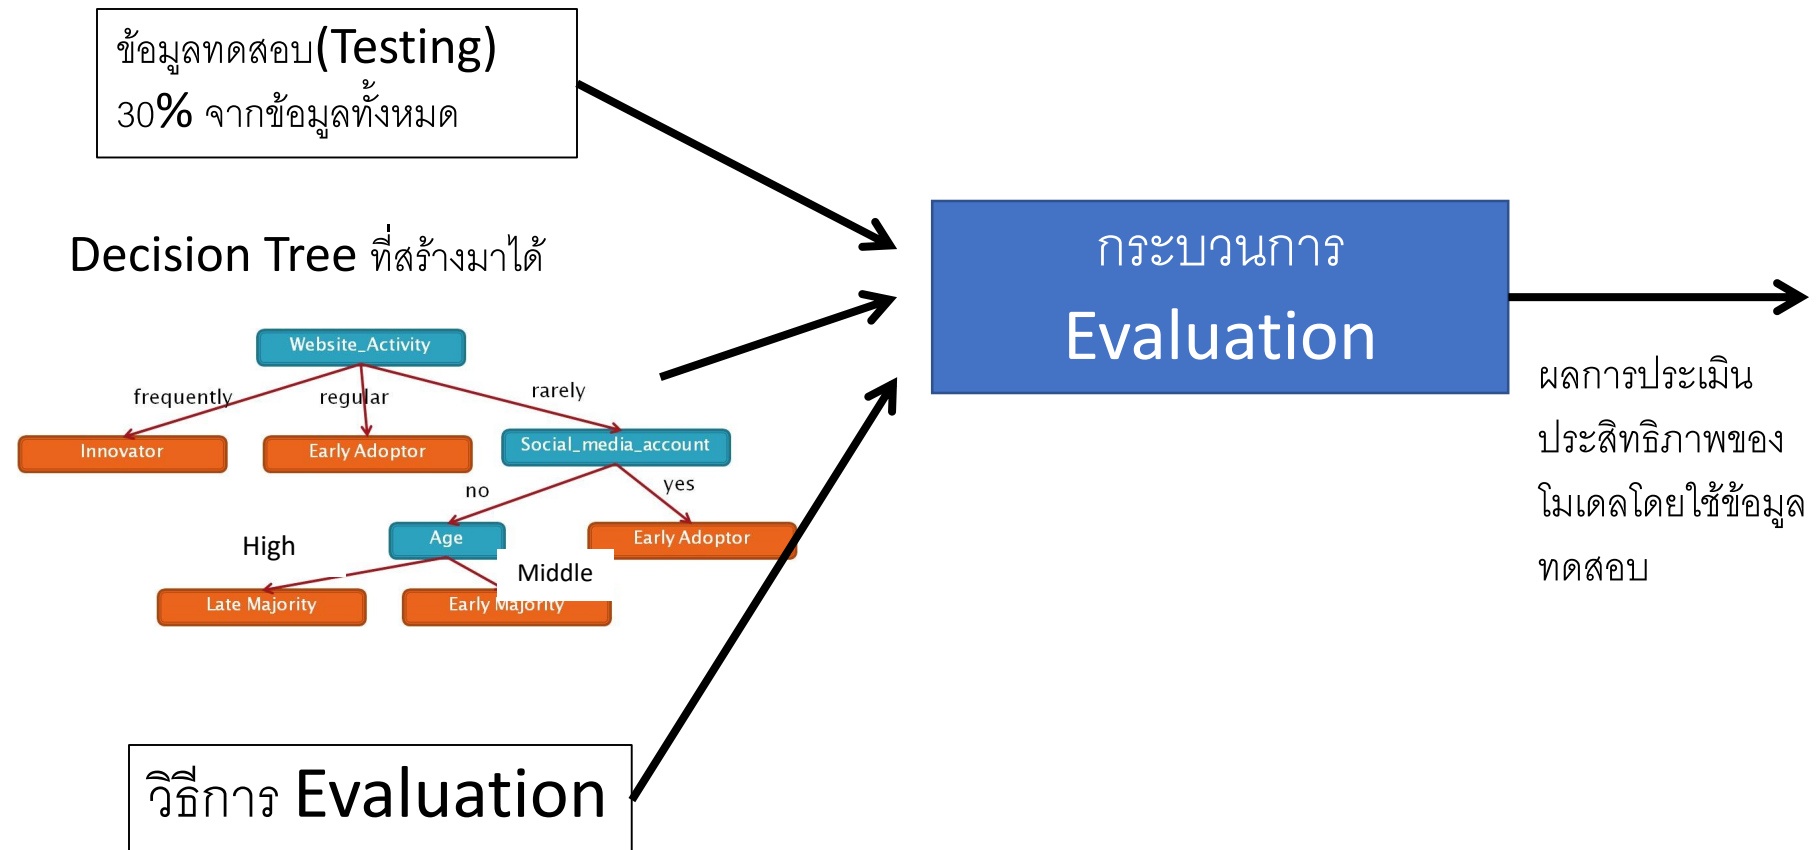 ข้อมูลทดสอบ(Testing)
30% จากข้อมูลทั้งหมด
Decision Tree ที่สร้างมาได้
Website_Activity
frequently
regular
rarely
Innovator
Early Adoptor
Social_media_account
no
yes
Age
Early Adoptor
High
Middle
Late Majority
Early Majority
วิธีการ Evaluation
กระบวนการ
Evaluation
ผลการประเมิน
ประสิทธิภาพของ
โมเดลโดยใช้ข้อมูล
ทดสอบ